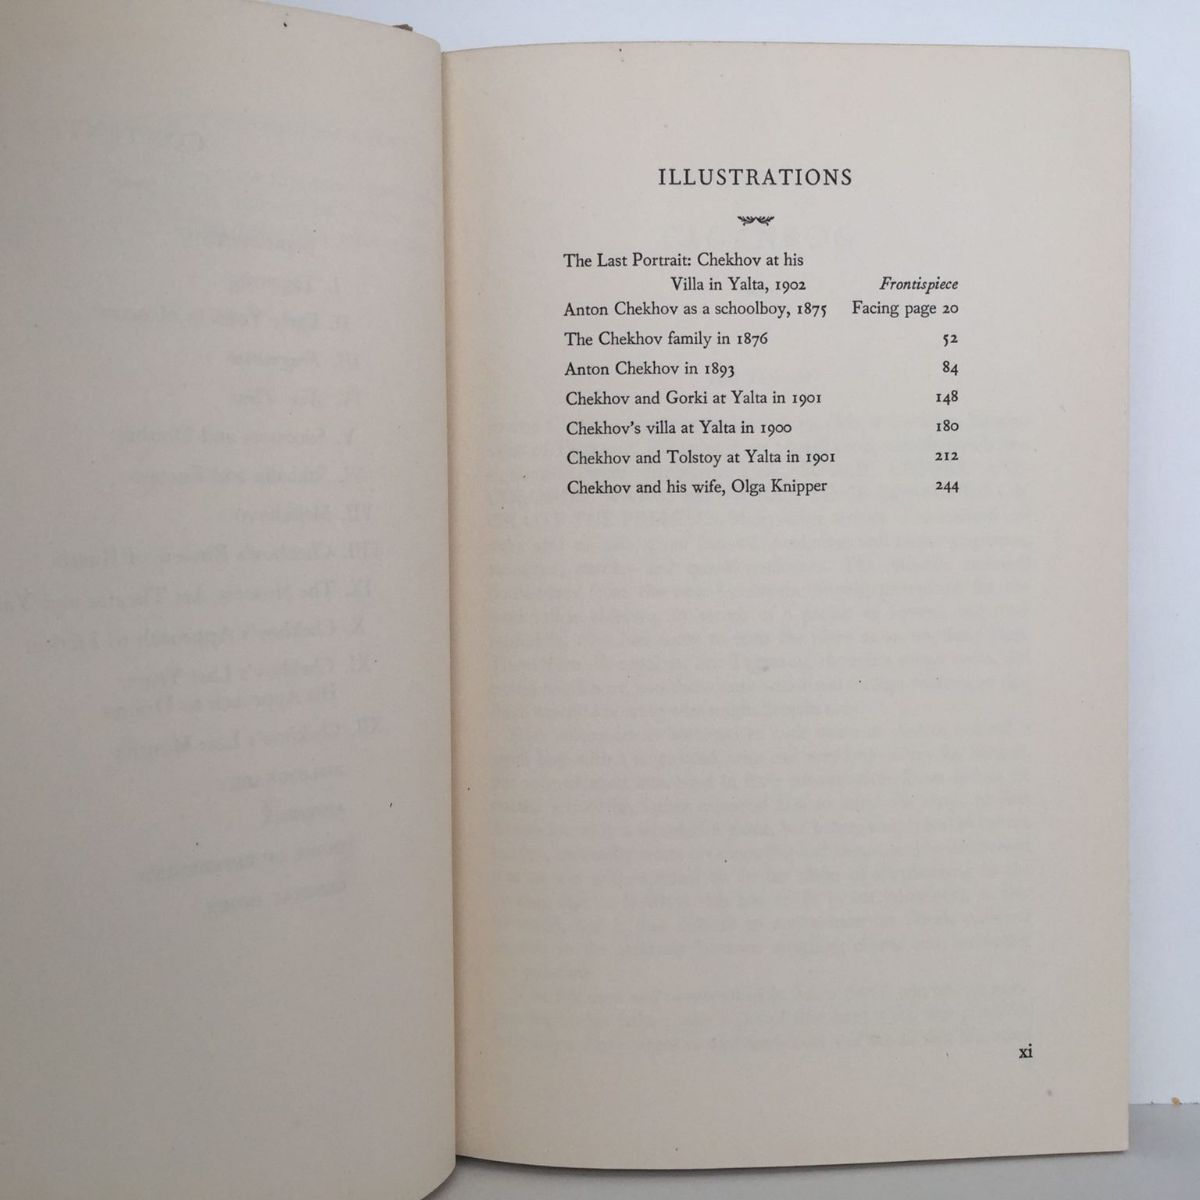 ILLUSTRATIONS
The Last Portrait: Chekhov at his
Villa in Yalta, 1902 Frontispiece
Anton Chekhov as a schoolboy, 1875 Facing page 20
The Chekhov family in 1876 52
Anton Chekhov in 1893 84
Chekhov and Gorki at Yalta in 1901 148
Chekhov's villa at Yalta in 1900 180
Chekhov and Tolstoy at Yalta in 1901 212
Chekhov and his wife, Olga Knipper 244
xi